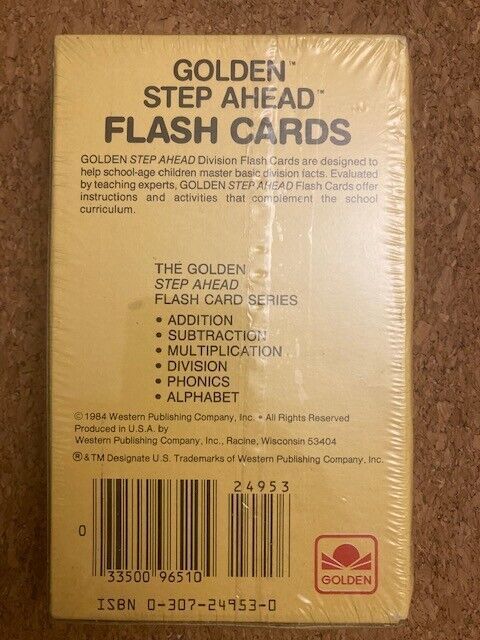 GOLDEN™
STEP AHEAD™
FLASH CARDS
GOLDEN STEP AHEAD Division Flash Cards are designed to
help school-age children master basic division facts. Evaluated
by teaching experts, GOLDEN STEP AHEAD Flash Cards offer
instructions and activities that complement the school
curriculum.
THE GOLDEN
STEP AHEAD
FLASH CARD SERIES
• ADDITION
• SUBTRACTION
• MULTIPLICATION
• DIVISION
• PHONICS
• ALPHABET
© 1984 Western Publishing Company, Inc. • All Rights Reserved
Produced in U.S.A. by
Western Publishing Company, Inc., Racine, Wisconsin 53404
® & TM Designate U.S. Trademarks of Western Publishing Company, Inc.
24953
0
33500 96510
ISBN 0-307-24953-0
GOLDEN